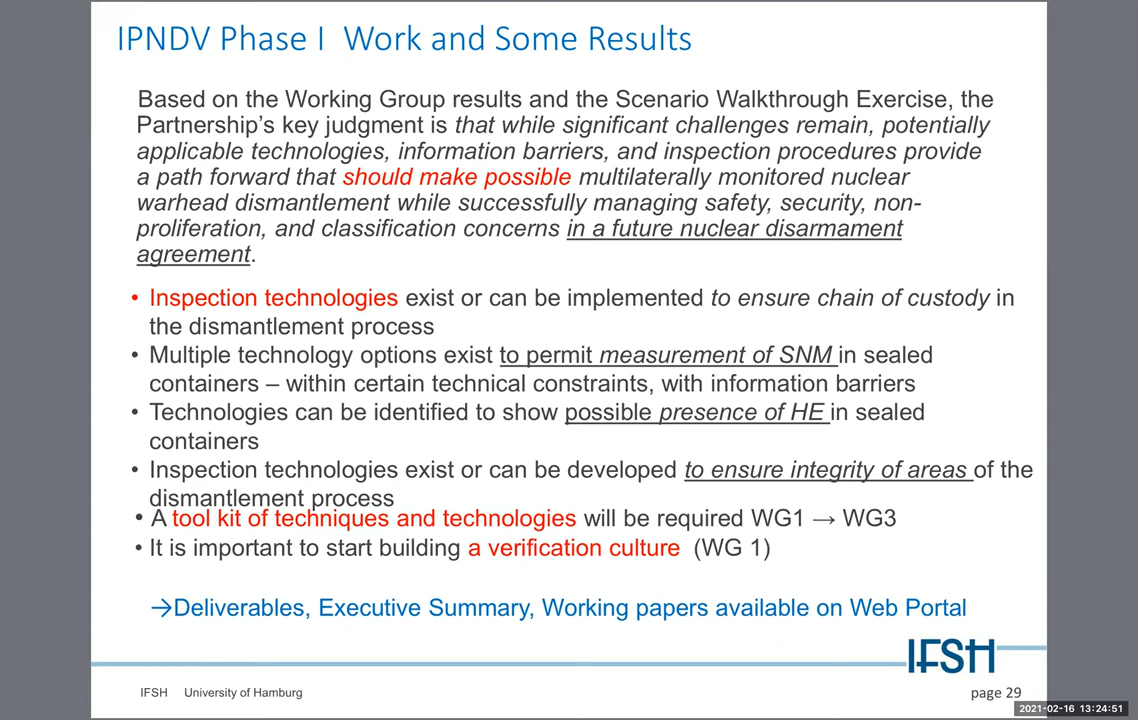 IPNDV Phase I  Work and Some Results
Based on the Working Group results and the Scenario Walkthrough Exercise, the
Partnership's key judgment is that while significant challenges remain, potentially
applicable technologies, information barriers, and inspection procedures provide
a path forward that should make possible multilaterally monitored nuclear
warhead dismantlement while successfully managing safety, security, non-
proliferation, and classification concerns in a future nuclear disarmament
agreement.
• Inspection technologies exist or can be implemented to ensure chain of custody in
the dismantlement process
• Multiple technology options exist to permit measurement of SNM in sealed
containers – within certain technical constraints, with information barriers
• Technologies can be identified to show possible presence of HE in sealed
containers
• Inspection technologies exist or can be developed to ensure integrity of areas of the
dismantlement process
• A tool kit of techniques and technologies will be required WG1 → WG3
• It is important to start building a verification culture (WG 1)
→Deliverables, Executive Summary, Working papers available on Web Portal
IFSH
IFSH University of Hamburg
page 29
2021-02-16 13:24:51